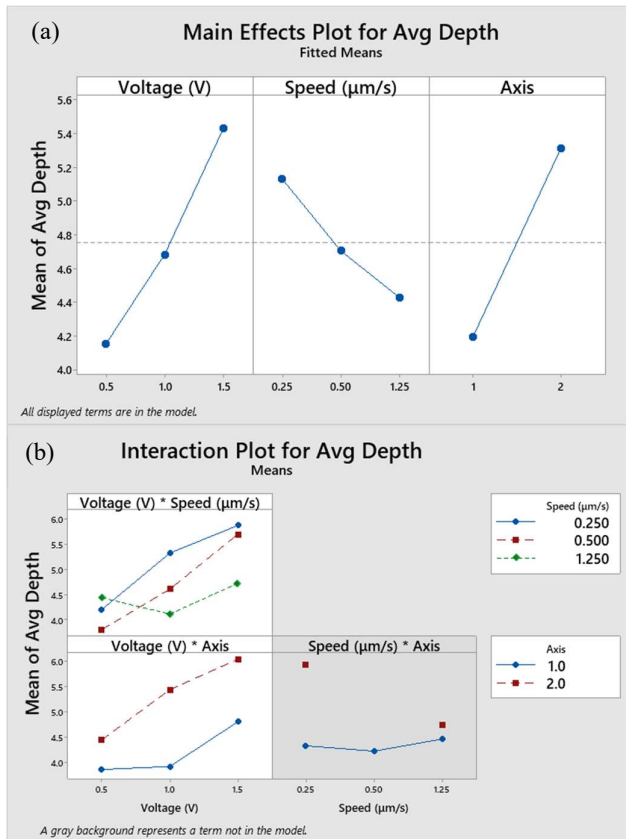 (a)
Main Effects Plot for Avg Depth
Fitted Means
Voltage (V) Speed (μm/s) Axis
Mean of Avg Depth
5.6
5.4
5.2
5.0
4.8
4.6
4.4
4.2
4.0
0.5 1.0 1.5 0.25 0.50 1.25 1 2
All displayed terms are in the model.
(b)
Interaction Plot for Avg Depth
Means
Voltage (V) * Speed (μm/s)
6.0
5.5
5.0
4.5
4.0
Speed (μm/s)
0.250
0.500
1.250
Mean of Avg Depth
Voltage (V) * Axis Speed (μm/s) * Axis
6.0
5.5
5.0
4.5
4.0
Axis
1.0
2.0
0.5 1.0 1.5 0.25 0.50 1.25
Voltage (V) Speed (μm/s)
A gray background represents a term not in the model.